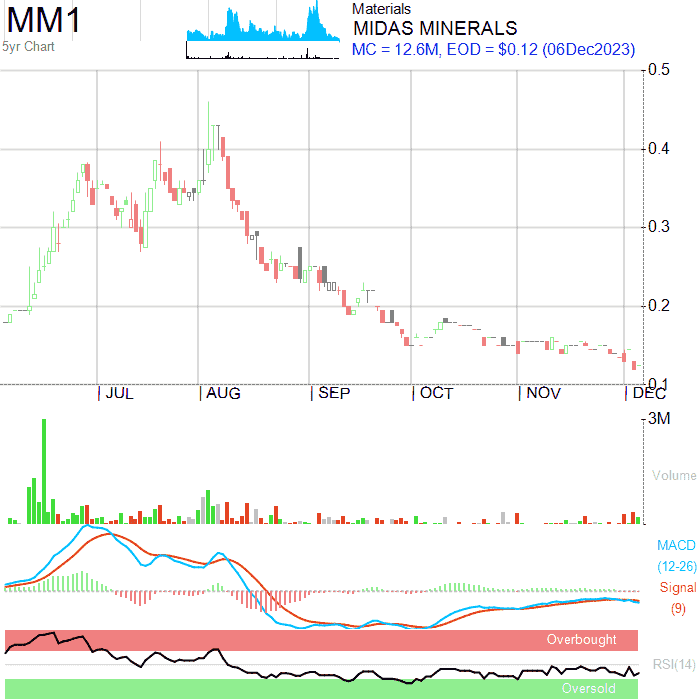 MM1
5yr Chart
Materials
MIDAS MINERALS
MC = 12.6M, EOD = $0.12 (06Dec2023)
0.5
0.4
0.3
0.2
0.1
JUL AUG SEP OCT NOV DEC
3M
Volume
MACD
(12-26)
Signal
(9)
Overbought
RSI(14)
Oversold